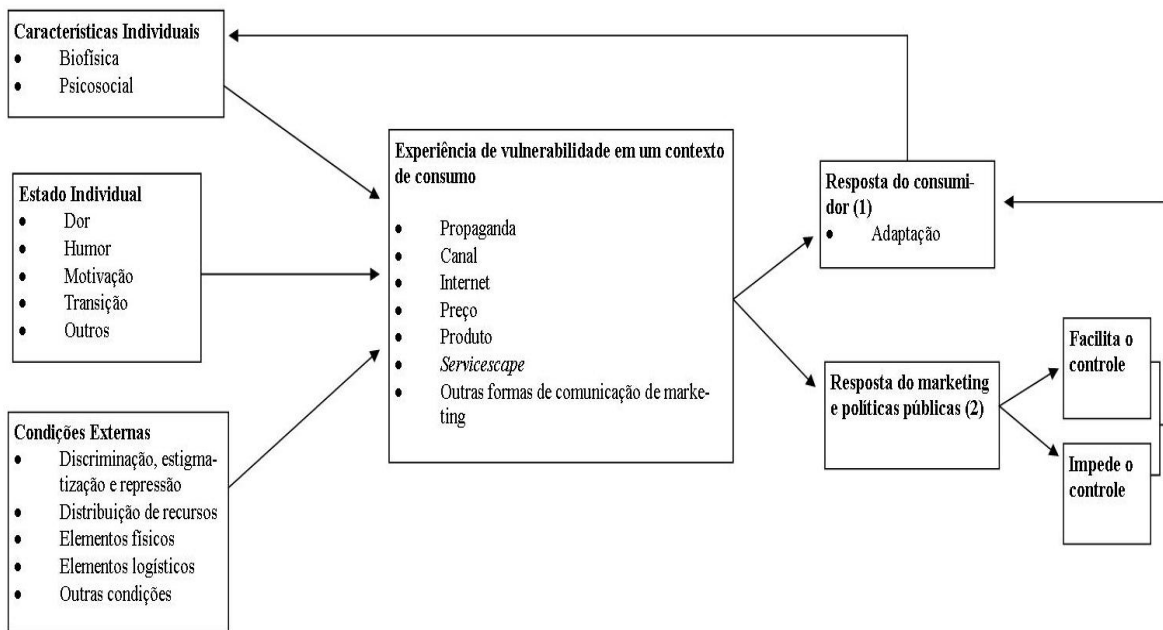 Características Individuais
• Biofísica
• Psicosocial
Estado Individual
• Dor
• Humor
• Motivação
• Transição
• Outros
Condições Externas
• Discriminação, estigma-
tização e repressão
• Distribuição de recursos
• Elementos físicos
• Elementos logísticos
• Outras condições
Experiência de vulnerabilidade em um contexto
de consumo
• Propaganda
• Canal
• Internet
• Preço
• Produto
• Servicescape
• Outras formas de comunicação de marke-
ting
Resposta do consumi-
dor (1)
• Adaptação
Resposta do marketing
e políticas públicas (2)
Facilita o
controle
Impede o
controle